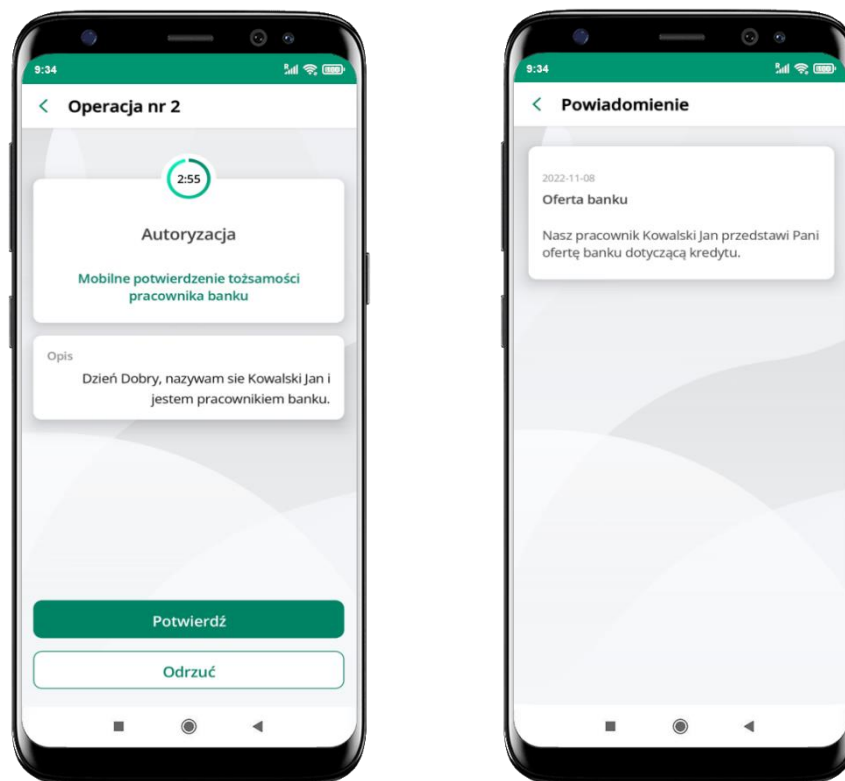 9:34
Operacja nr 2
2:55
Autoryzacja
Mobilne potwierdzenie tożsamości
pracownika banku
Opis
Dzień Dobry, nazywam sie Kowalski Jan i
jestem pracownikiem banku.
Potwierdź
Odrzuć
9:34
Powiadomienie
2022-11-08
Oferta banku
Nasz pracownik Kowalski Jan przedstawi Pani
ofertę banku dotyczącą kredytu.